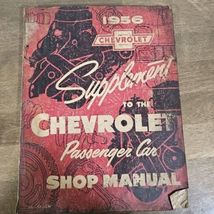 1956
CHEVROLET
Supplement
TO THE
CHEVROLET
Passenger Car
SHOP MANUAL